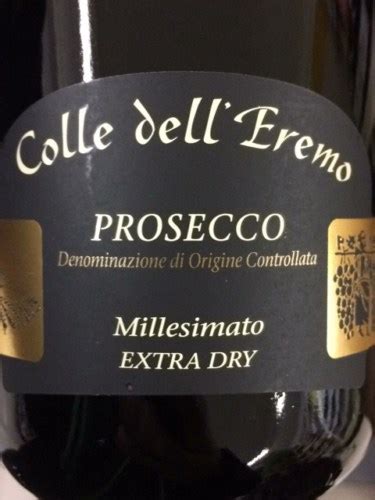 Colle dell'Eremo
PROSECCO
Denominazione di Origine Controllata
Millesimato
EXTRA DRY